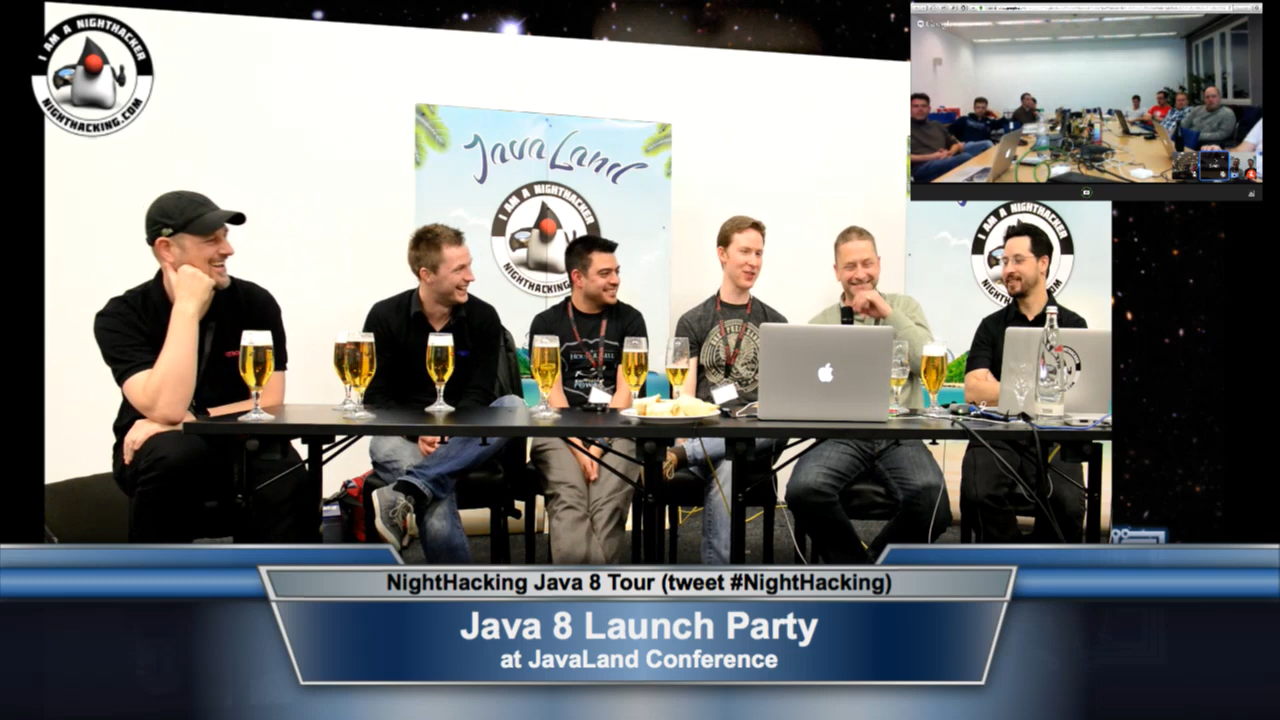 I AM A NIGHTHACKER
NIGHTHACKING.COM
JavaLand
I AM A NIGHTHACKER
NIGHTHACKING
I AM A NIGHTHACKER
NightHacking Java 8 Tour (tweet #NightHacking)
Java 8 Launch Party
at JavaLand Conference